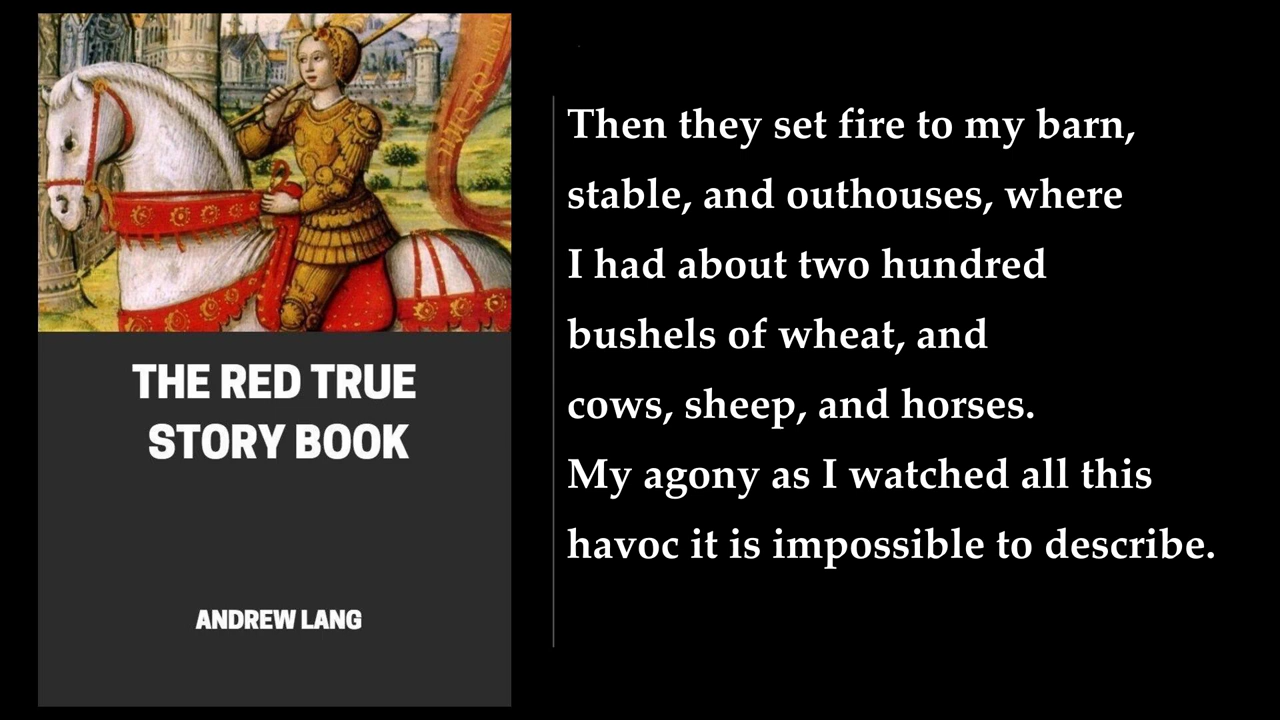 THE RED TRUE
STORY BOOK
ANDREW LANG
Then they set fire to my barn,
stable, and outhouses, where
I had about two hundred
bushels of wheat, and
cows, sheep, and horses.
My agony as I watched all this
havoc it is impossible to describe.